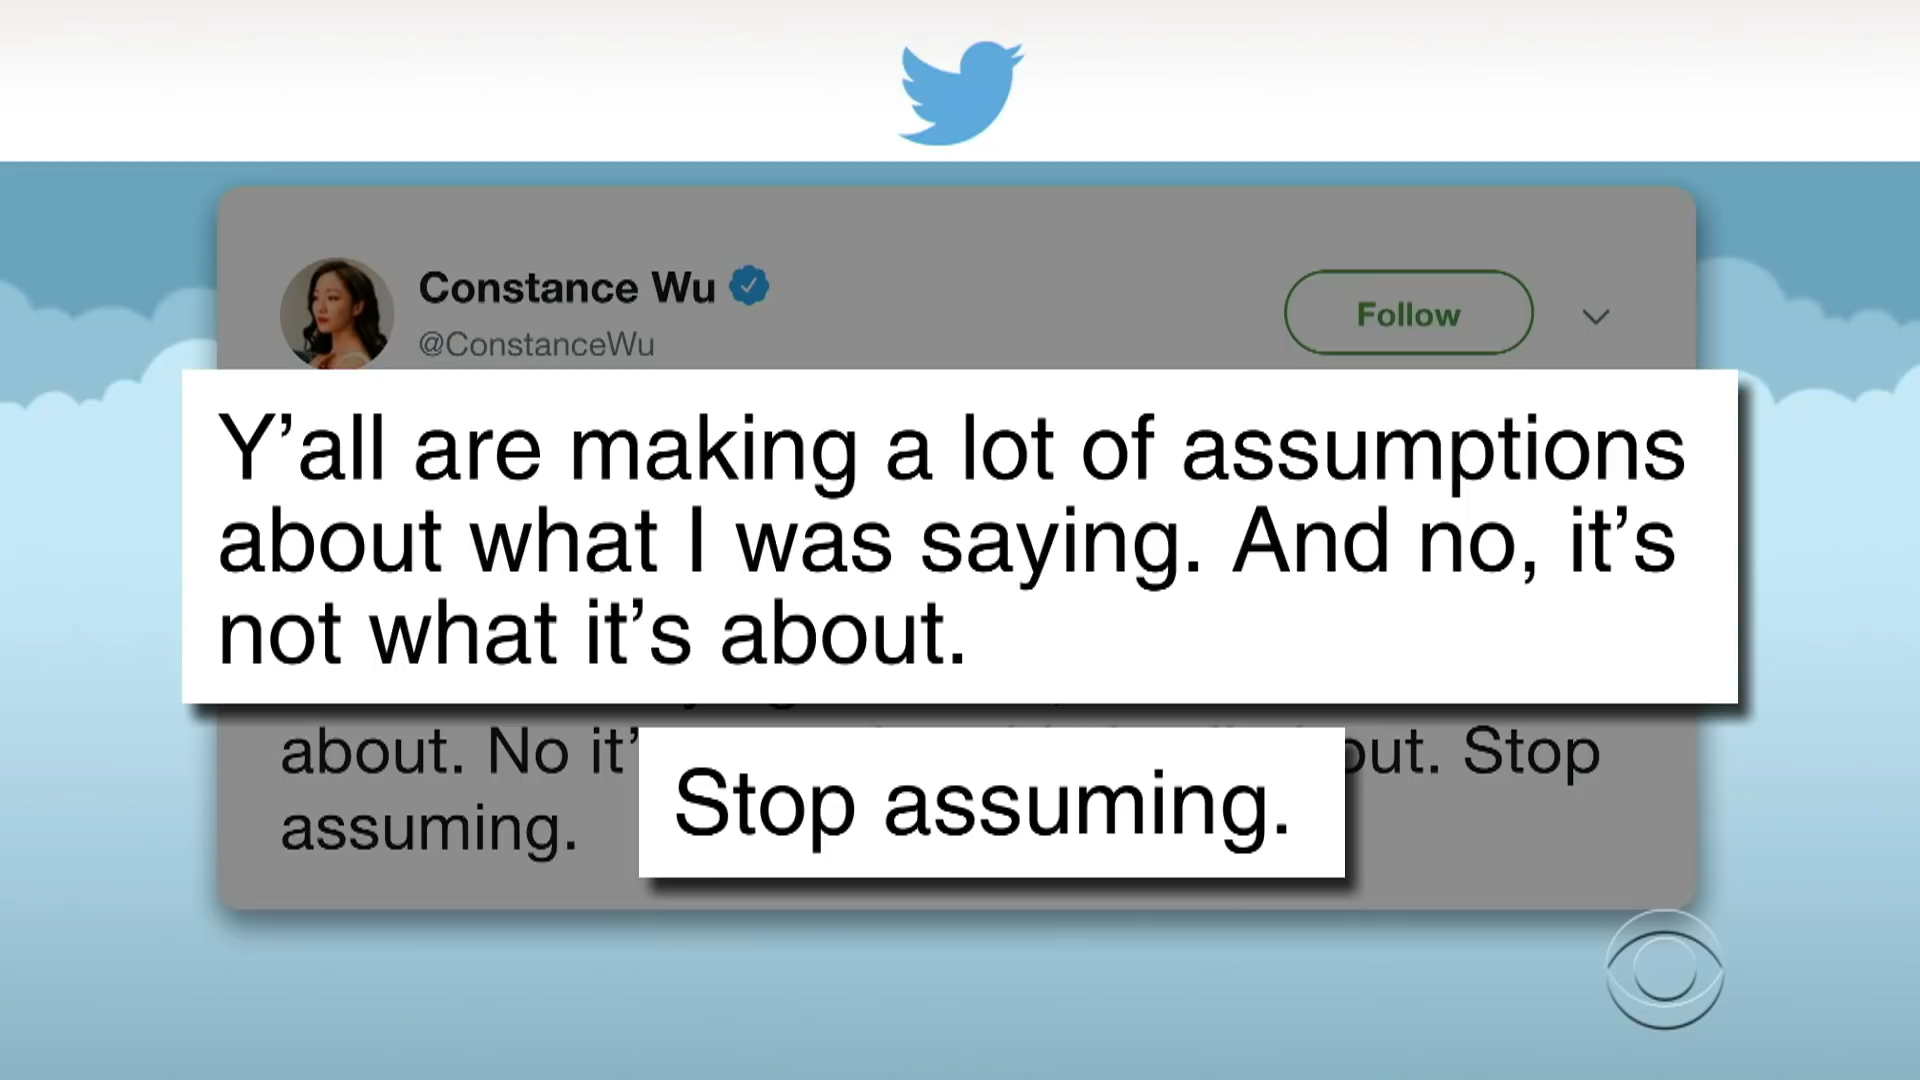 Constance Wu
@ConstanceWu
Follow
Y’all are making a lot of assumptions
about what I was saying. And no, it’s
not what it’s about.
about. No it’
out. Stop
Stop assuming.
assuming.